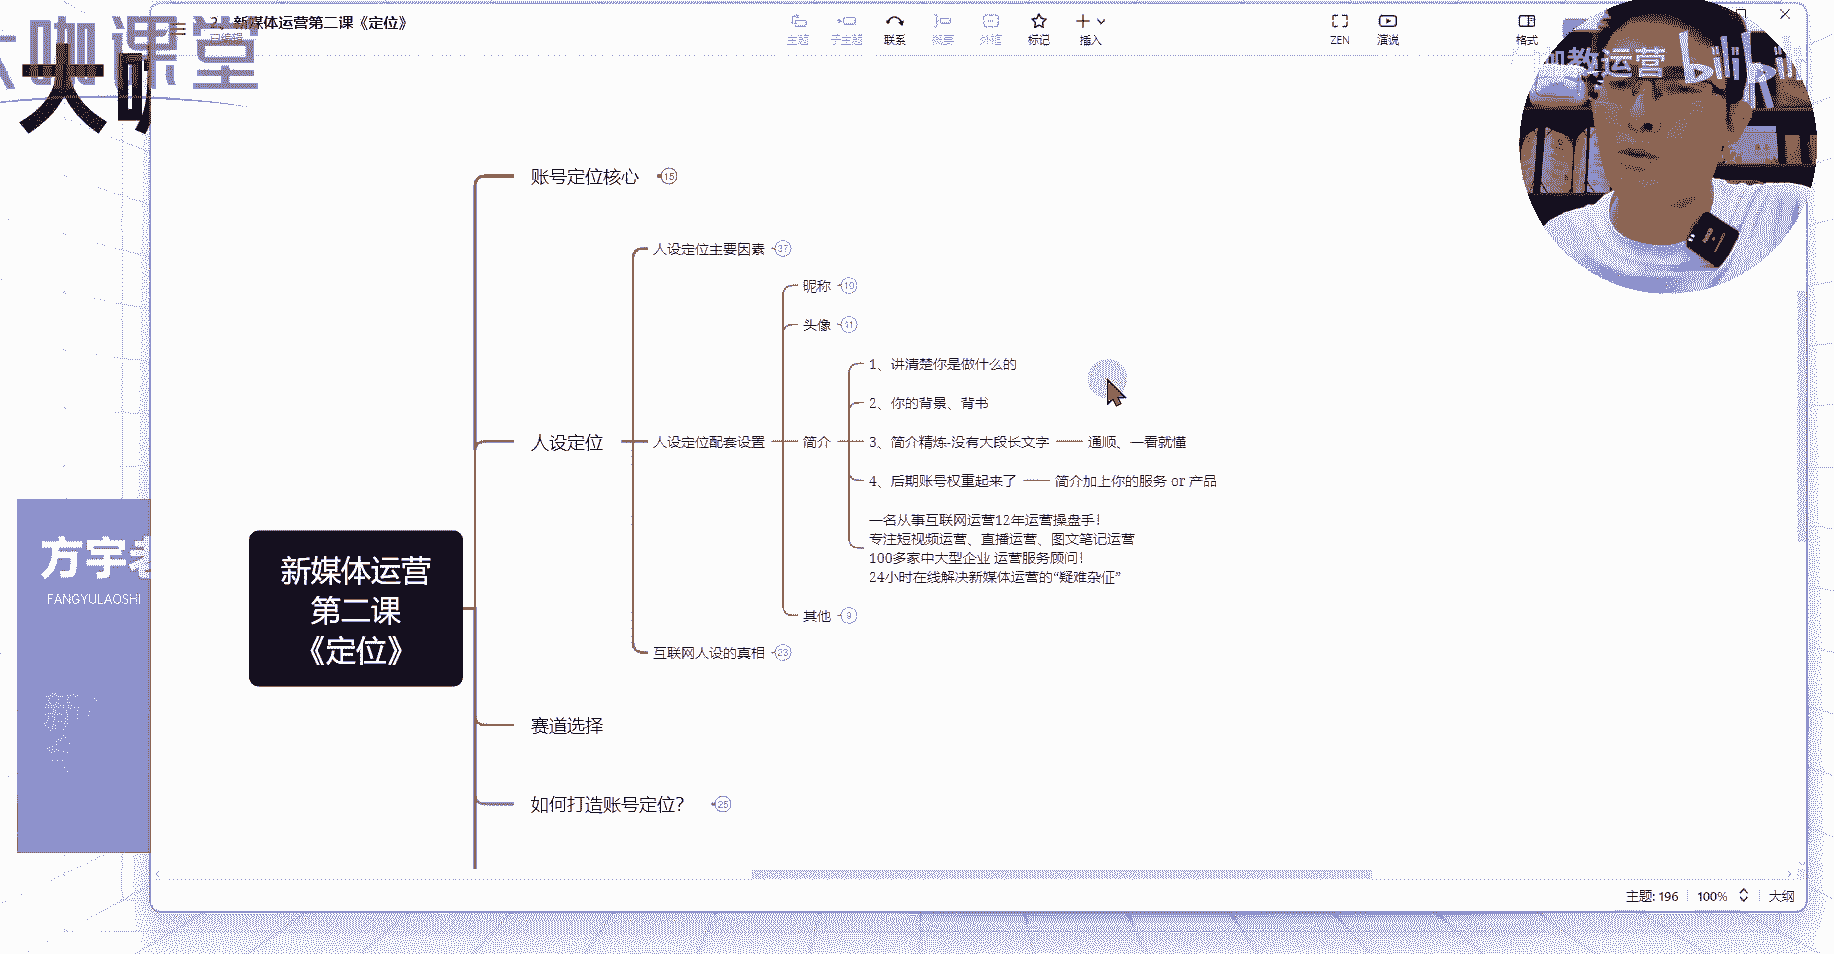 大咖课堂
2、新媒体运营第二课《定位》
已编辑
主题
子主题
联系
概要
外框
标记
插入
ZEN
演说
格式
咖教运营 bilibili
大咖
账号定位核心 15
人设定位主要因素 37
昵称 19
头像 31
1、讲清楚你是做什么的
2、你的背景、背书
人设定位
人设定位配套设置
简介
3、简介精炼-没有大段长文字
通顺、一看就懂
4、后期账号权重起来了
简介加上你的服务 or 产品
一名从事互联网运营12年运营操盘手!
专注短视频运营、直播运营、图文笔记运营
100多家中大型企业 运营服务顾问!
24小时在线解决新媒体运营的“疑难杂征”
其他 9
互联网人设的真相 23
新媒体运营
第二课
《定位》
方宇老
FANGYULAOSHI
赛道选择
如何打造账号定位? 25
主题: 196
100%
大纲